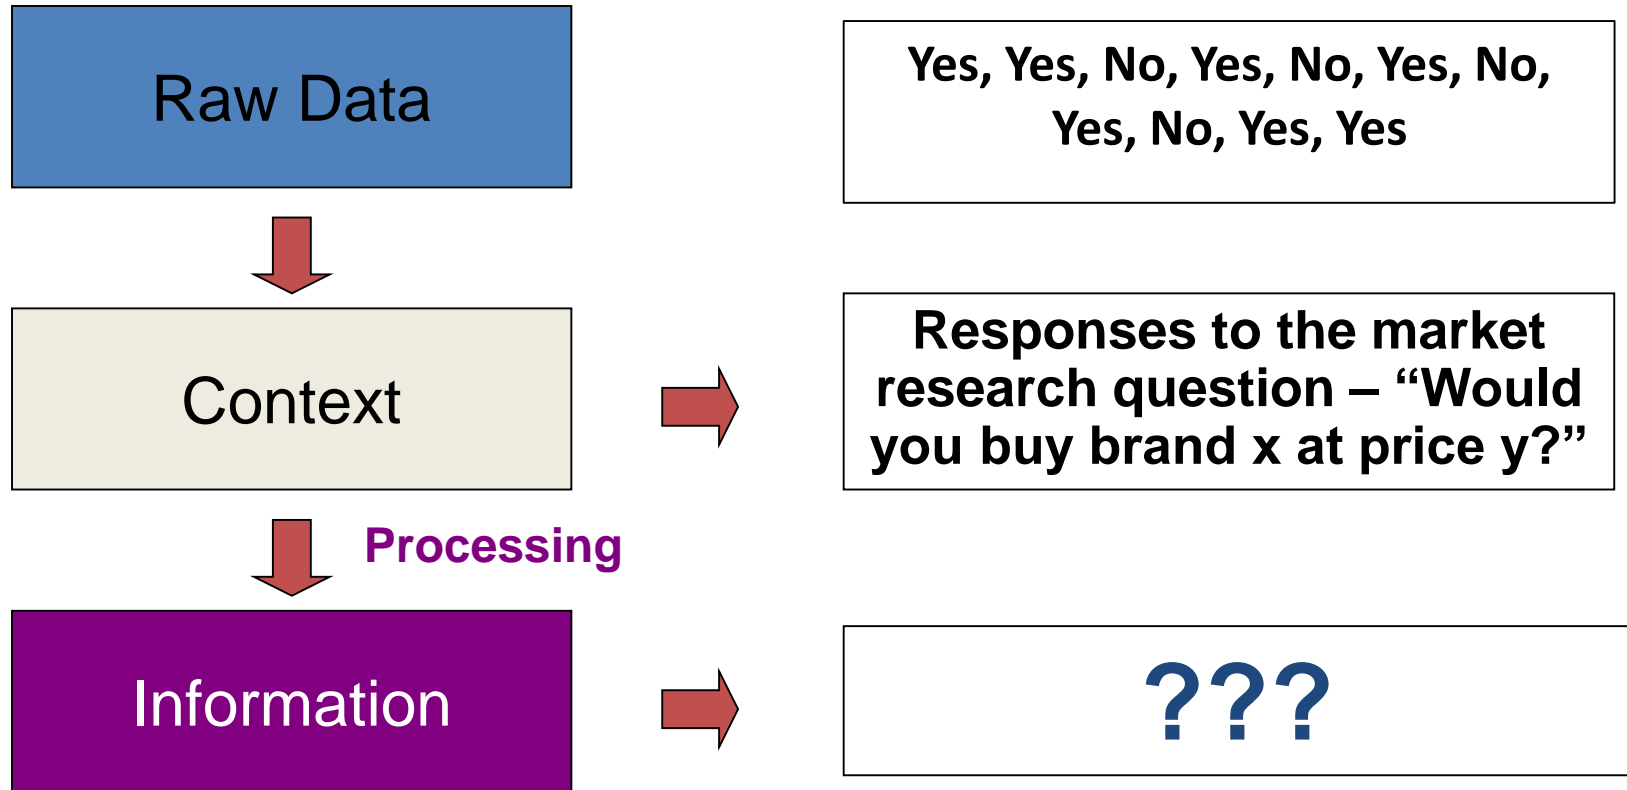 Raw Data
Yes, Yes, No, Yes, No, Yes, No,
Yes, No, Yes, Yes
Context
Responses to the market
research question – “Would
you buy brand x at price y?”
Processing
Information
???